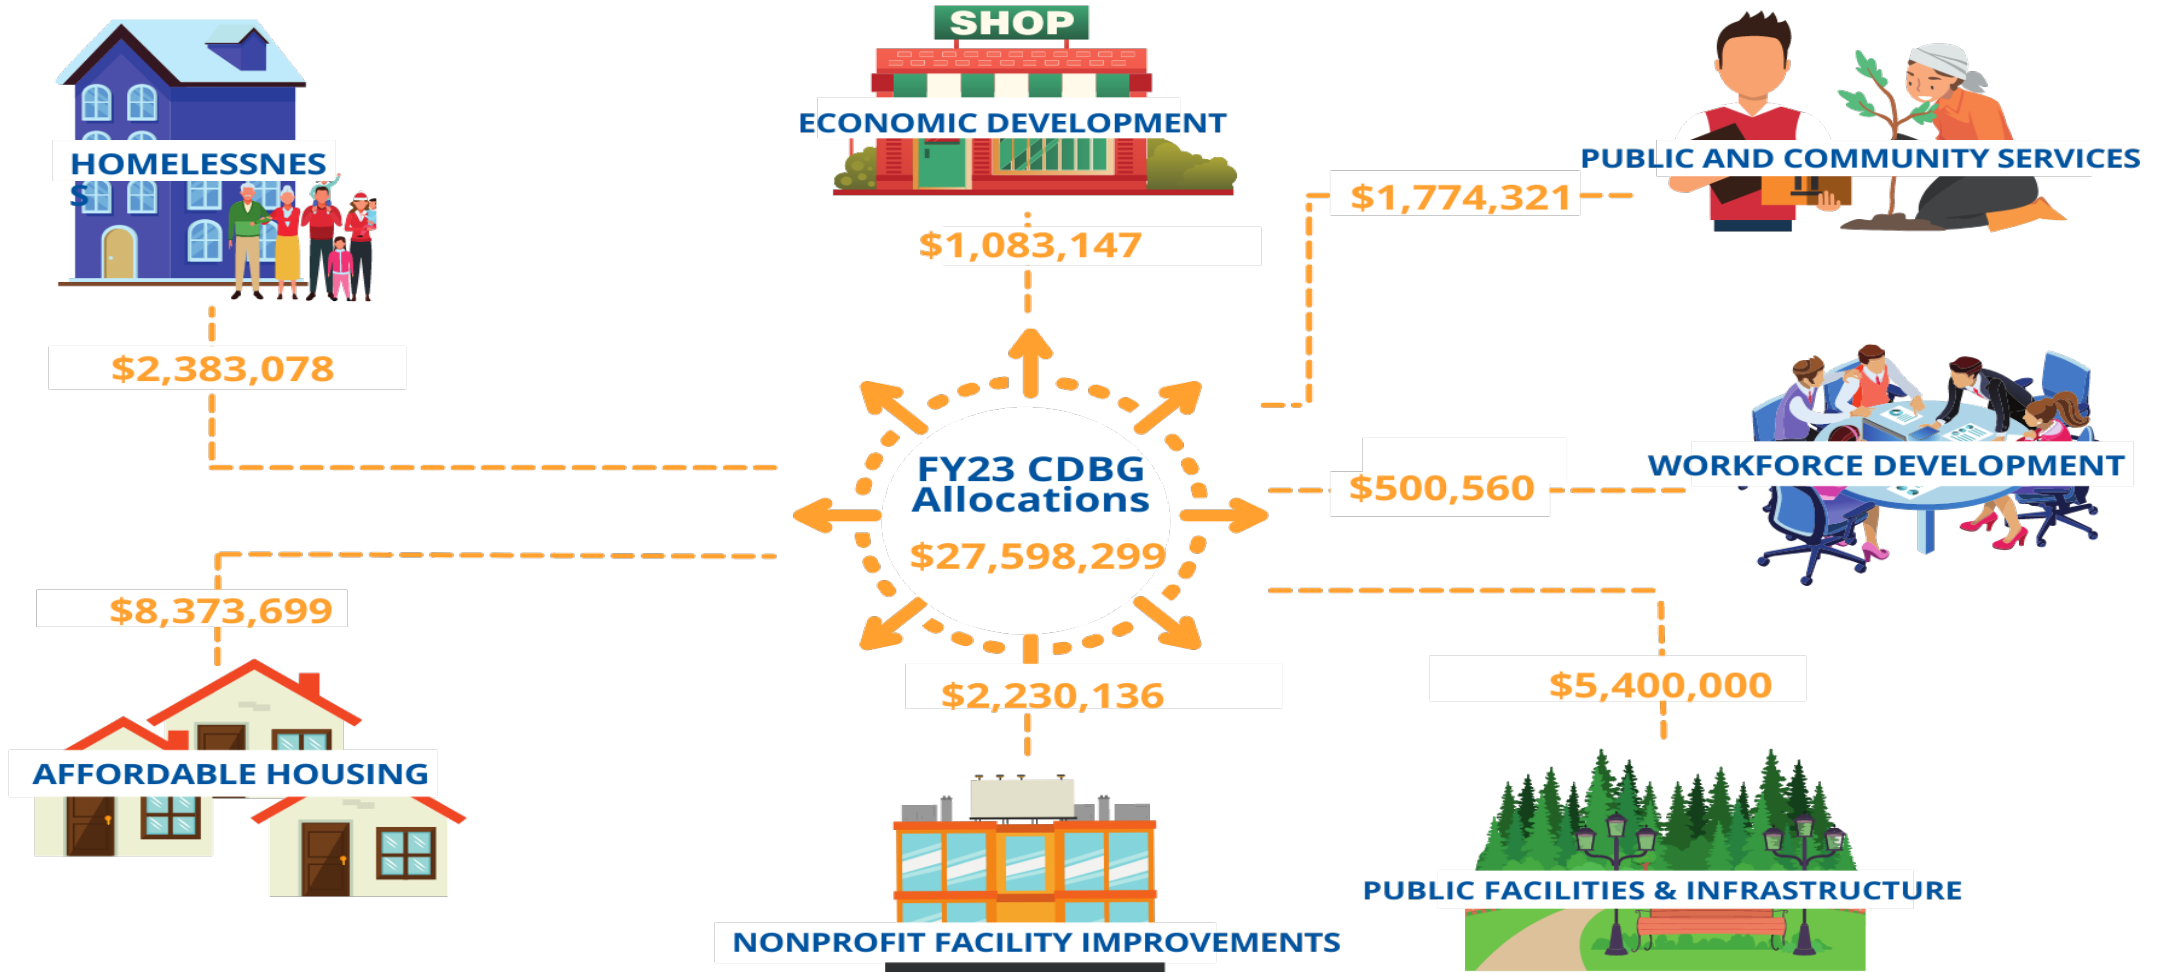 SHOP
ECONOMIC DEVELOPMENT
HOMELESSNES
S
PUBLIC AND COMMUNITY SERVICES
$1,774,321
$1,083,147
$2,383,078
FY23 CDBG
Allocations
$27,598,299
WORKFORCE DEVELOPMENT
$500,560
$8,373,699
$2,230,136
$5,400,000
AFFORDABLE HOUSING
PUBLIC FACILITIES & INFRASTRUCTURE
NONPROFIT FACILITY IMPROVEMENTS